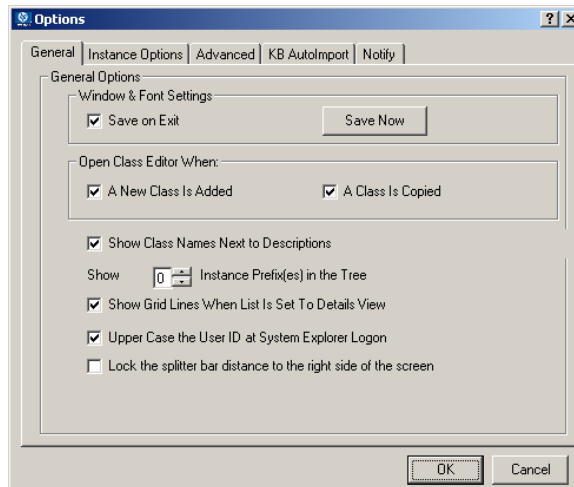 Options
General Instance Options Advanced KB AutoImport Notify
General Options
Window & Font Settings
Save on Exit Save Now
Open Class Editor When:
A New Class Is Added A Class Is Copied
Show Class Names Next to Descriptions
Show 0 Instance Prefix(es) in the Tree
Show Grid Lines When List Is Set To Details View
Upper Case the User ID at System Explorer Logon
Lock the splitter bar distance to the right side of the screen
OK Cancel